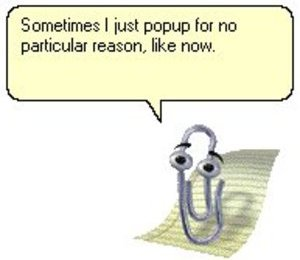 Sometimes I just popup for no
particular reason, like now.